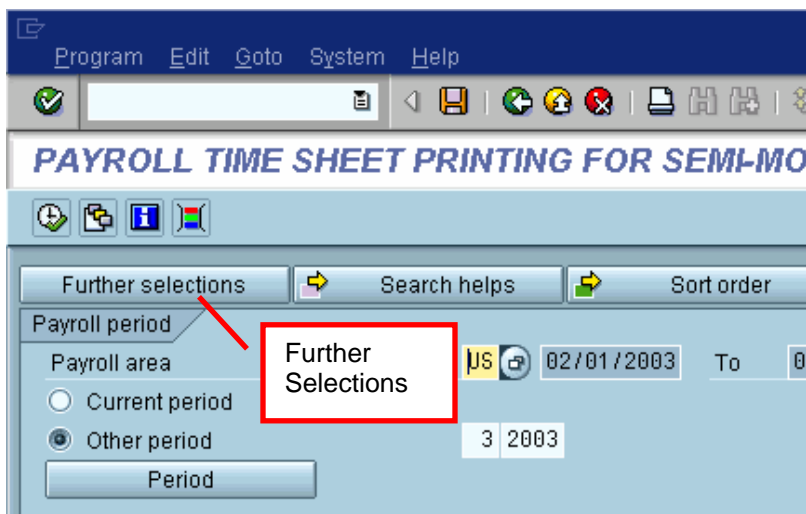 Program Edit Goto System Help
PAYROLL TIME SHEET PRINTING FOR SEMI-MO
Further selections Search helps Sort order
Payroll period
Payroll area US 02/01/2003 To 0
Further
Selections
Current period
Other period 3 2003
Period